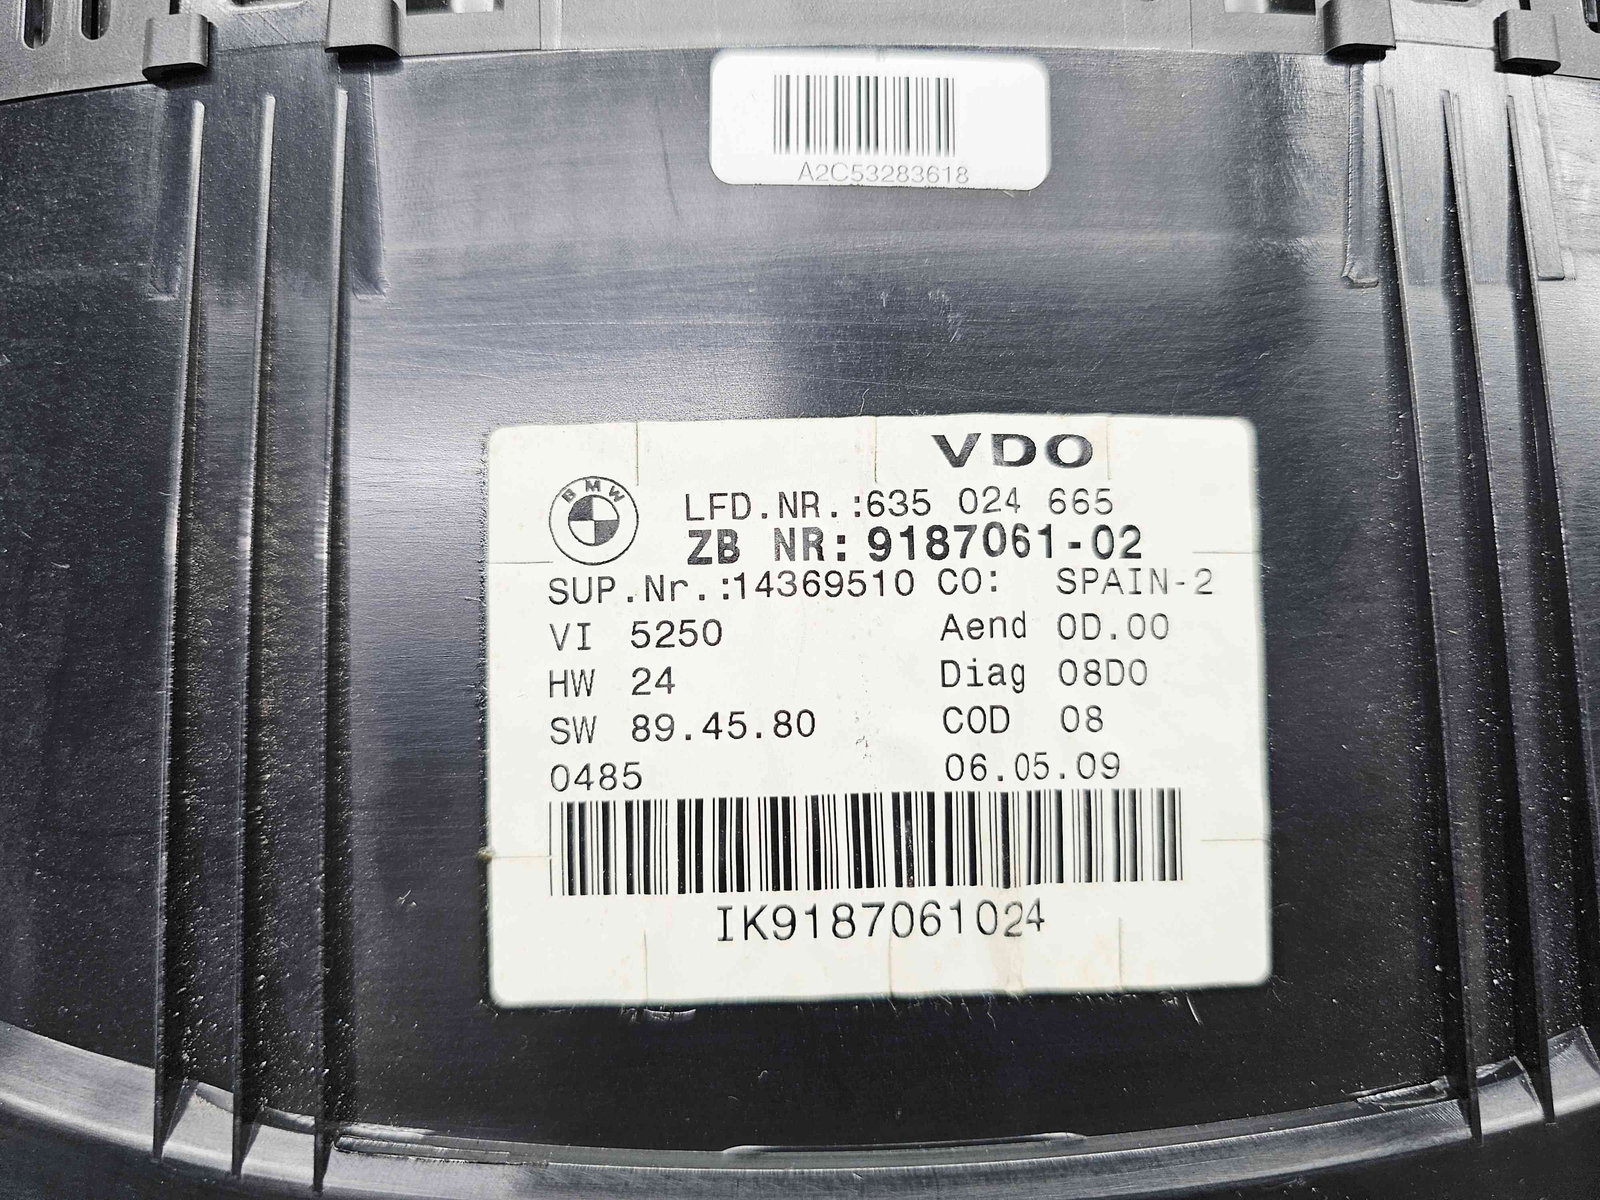 A2C53283618
VDO
BMW
LFD.NR.:635 024 665
ZB NR: 9187061-02
SUP.Nr.:14369510 CO: SPAIN-2
VI 5250 Aend 0D.00
HW 24 Diag 08D0
SW 89.45.80 COD 08
0485 06.05.09
IK9187061024